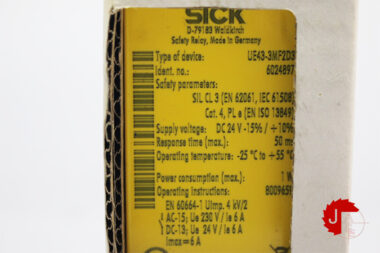 SICK
D-79183 Waldkirch
Safety Relay, Made in Germany
Type of device: UE43-3MF2D3
Ident. no.: 6024897
Safety parameters:
SIL CL 3 (EN 62061, IEC 61508)
Cat. 4, PL e (EN ISO 13849)
Supply voltage: DC 24 V -15% / +10%
Response time (max.): 50 ms
Operating temperature: -25 °C to +55 °C
Power consumption (max.): 1 W
Operating instructions: 8009659
EN 60664-1 Uimp. 4 kV/2
AC-15; Ue 230 V / Ie 6 A
DC-13; Ue 24 V / Ie 6 A
Imax = 6 A